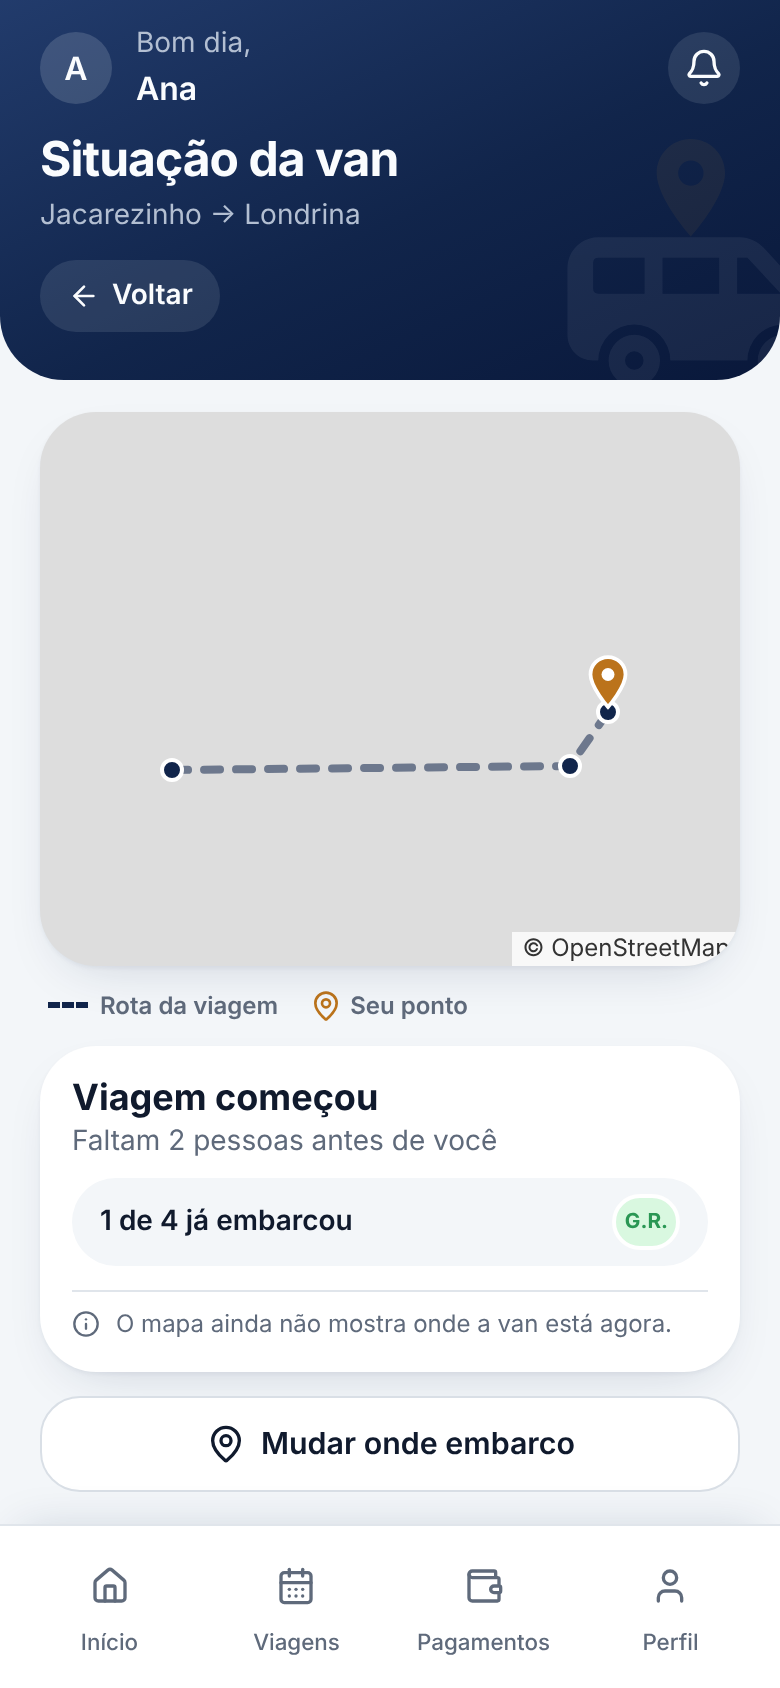 A
Bom dia,
Ana
Situação da van
Jacarezinho → Londrina
← Voltar
© OpenStreetMap
Rota da viagem
Seu ponto
Viagem começou
Faltam 2 pessoas antes de você
1 de 4 já embarcou
G.R.
O mapa ainda não mostra onde a van está agora.
Mudar onde embarco
Início
Viagens
Pagamentos
Perfil